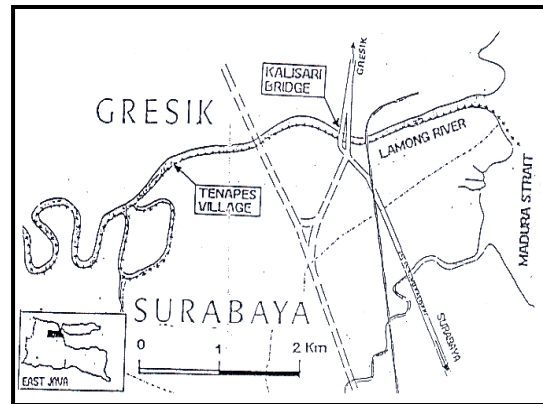 GRESIK
KALISARI
BRIDGE
GRESIK
LAMONG RIVER
MADURA STRAIT
TENAPES
VILLAGE
SURABAYA
SURABAYA
0 1 2 Km
EAST JAVA